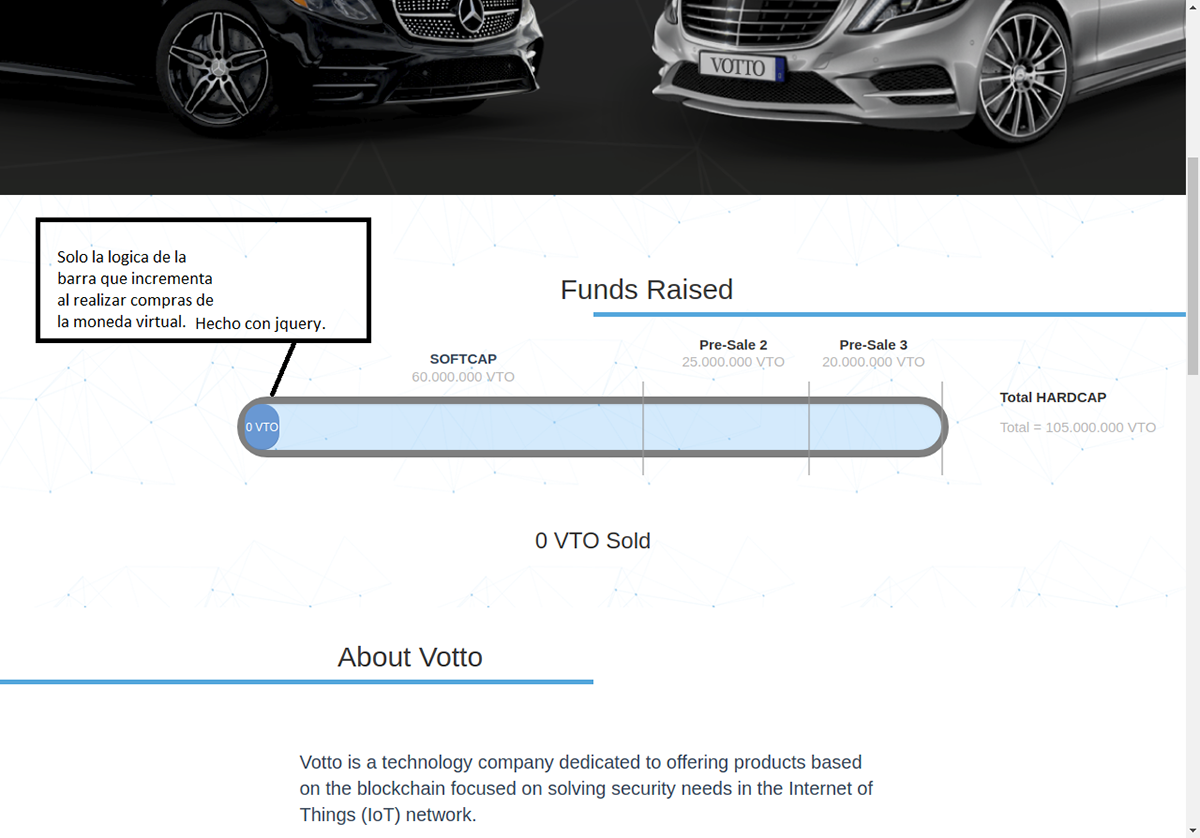 VOTTO
Solo la logica de la
barra que incrementa
al realizar compras de
la moneda virtual. Hecho con jquery.
Funds Raised
SOFTCAP
60.000.000 VTO
Pre-Sale 2
25.000.000 VTO
Pre-Sale 3
20.000.000 VTO
Total HARDCAP
Total = 105.000.000 VTO
0 VTO
0 VTO Sold
About Votto
Votto is a technology company dedicated to offering products based
on the blockchain focused on solving security needs in the Internet of
Things (IoT) network.